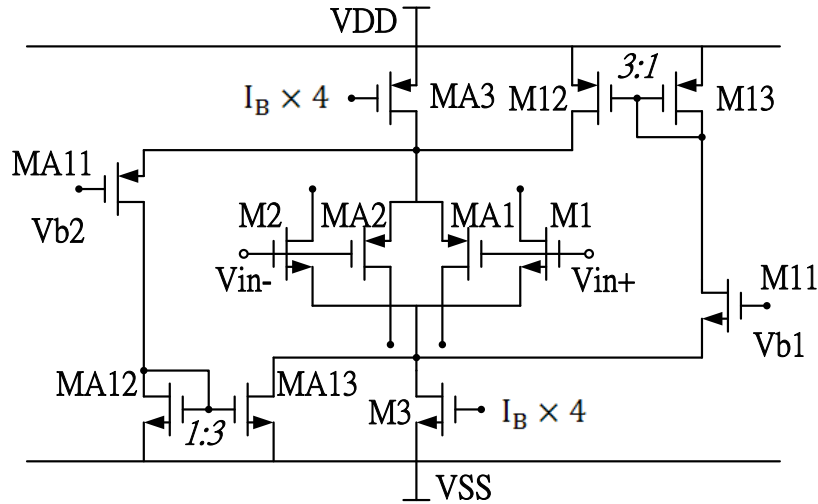 VDD
3:1
I_B × 4
MA3
M12
M13
MA11
Vb2
M2
MA2
MA1
M1
Vin-
Vin+
M11
Vb1
MA12
MA13
1:3
M3
I_B × 4
VSS